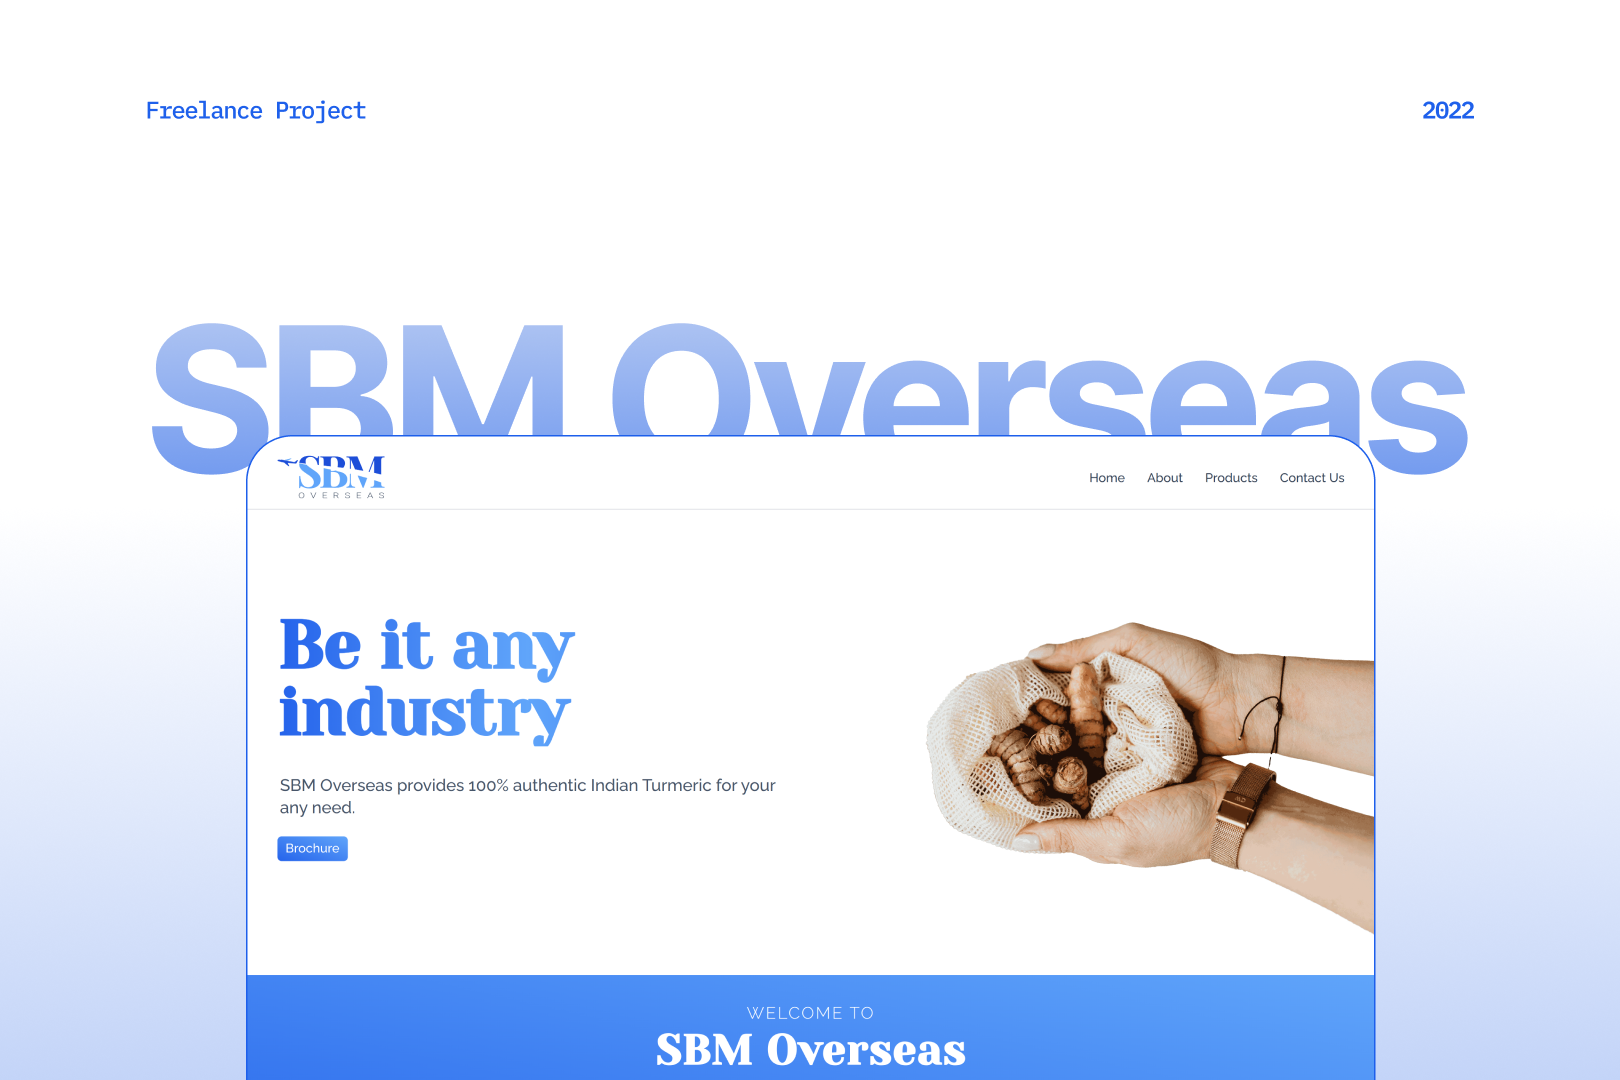 Freelance Project
2022
SBM Overseas
SBM
OVERSEAS
Home
About
Products
Contact Us
Be it any
industry
SBM Overseas provides 100% authentic Indian Turmeric for your
any need.
Brochure
WELCOME TO
SBM Overseas